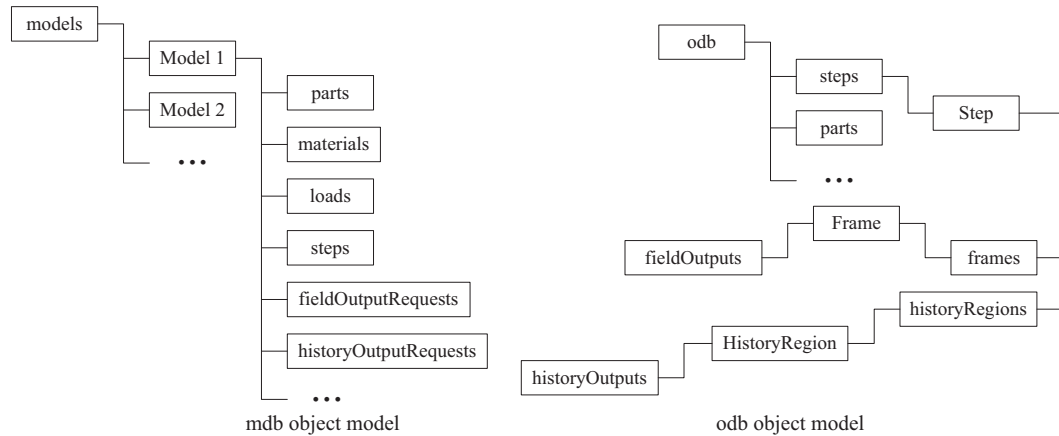 models
Model 1
Model 2
...
parts
materials
loads
steps
fieldOutputRequests
historyOutputRequests
...
mdb object model
odb
steps
Step
parts
...
Frame
fieldOutputs
frames
historyRegions
HistoryRegion
historyOutputs
odb object model